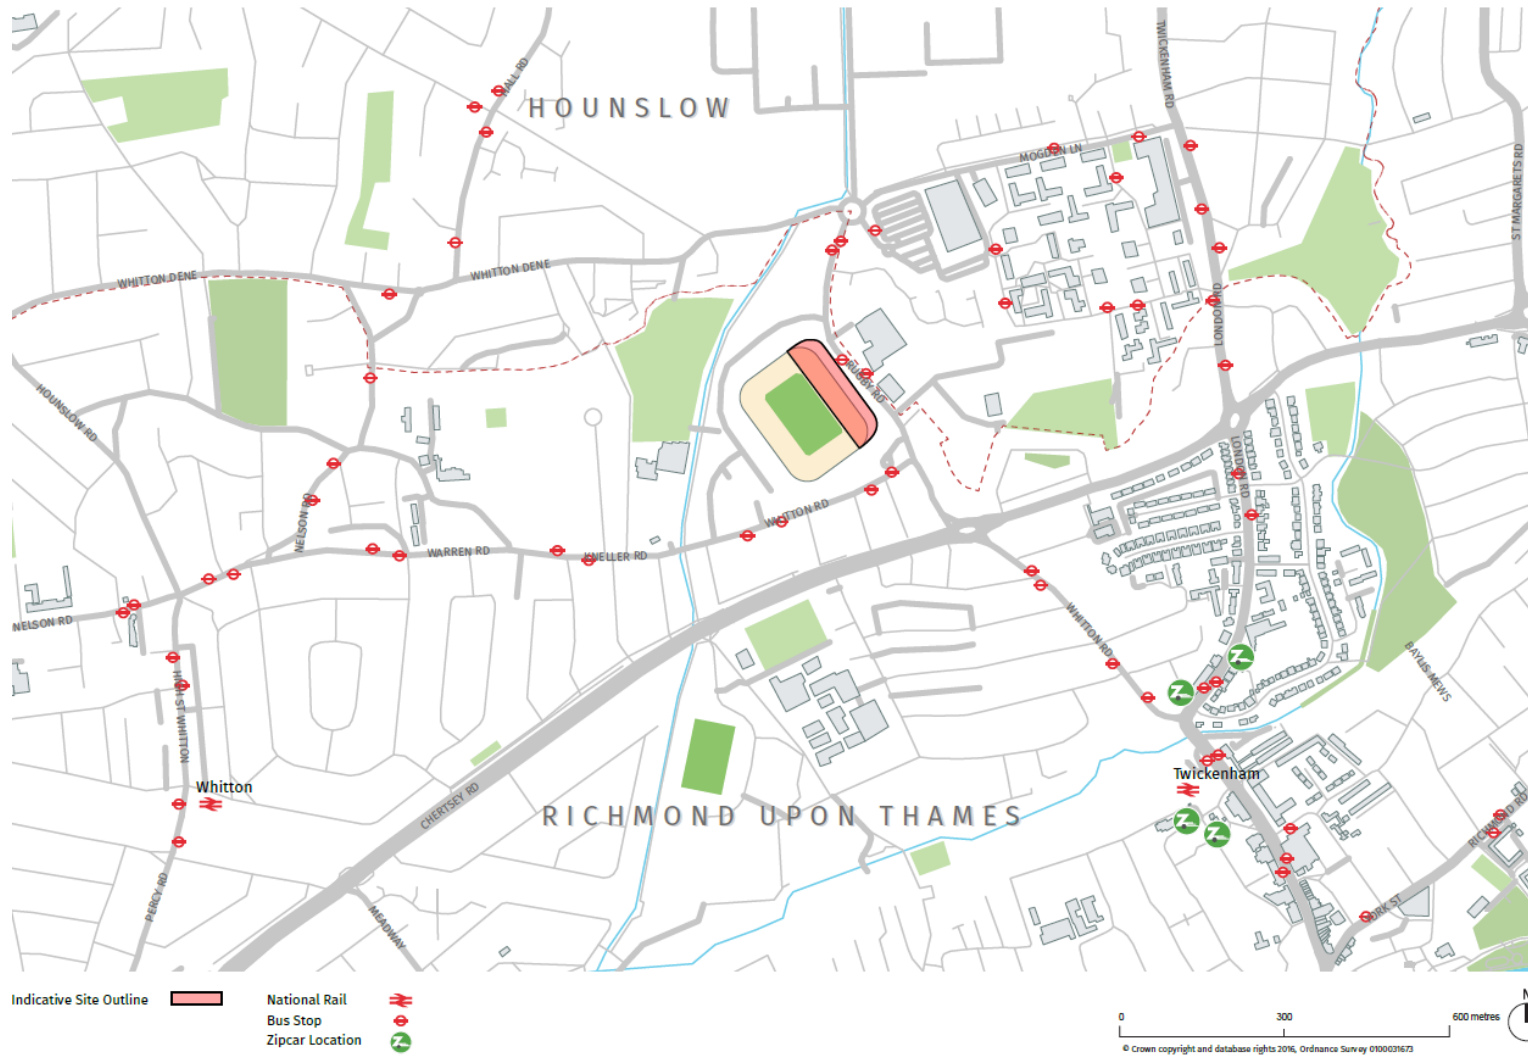 TWICKENHAM RD
HALL RD
HOUNSLOW
MOGDEN LN
ST MARGARETS RD
WHITTON DENE
WHITTON DENE
LONDON RD
RUGBY RD
HOUNSLOW RD
LONDON RD
NELSON RD
WHITTON RD
WARREN RD
KNELLER RD
NELSON RD
WHITTON RD
BAYLIS MEWS
HIGH ST WHITTON
Whitton
Twickenham
CHERTSEY RD
RICHMOND UPON THAMES
RICHMOND RD
PERCY RD
MEADWAY
YORK ST
Indicative Site Outline
National Rail
Bus Stop
Zipcar Location
0 300 600 metres
N
© Crown copyright and database rights 2016, Ordnance Survey 0100031673